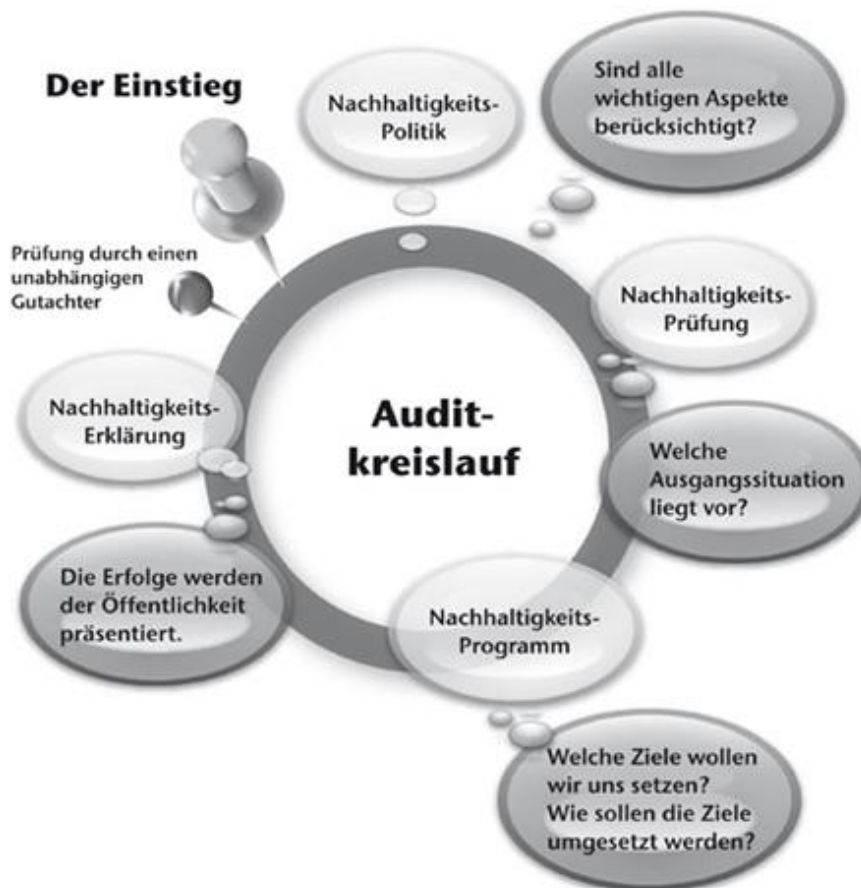 Der Einstieg
Nachhaltigkeits-
Politik
Sind alle
wichtigen Aspekte
berücksichtigt?
Prüfung durch einen
unabhängigen
Gutachter
Nachhaltigkeits-
Prüfung
Nachhaltigkeits-
Erklärung
Audit-
kreislauf
Welche
Ausgangssituation
liegt vor?
Die Erfolge werden
der Öffentlichkeit
präsentiert.
Nachhaltigkeits-
Programm
Welche Ziele wollen
wir uns setzen?
Wie sollen die Ziele
umgesetzt werden?